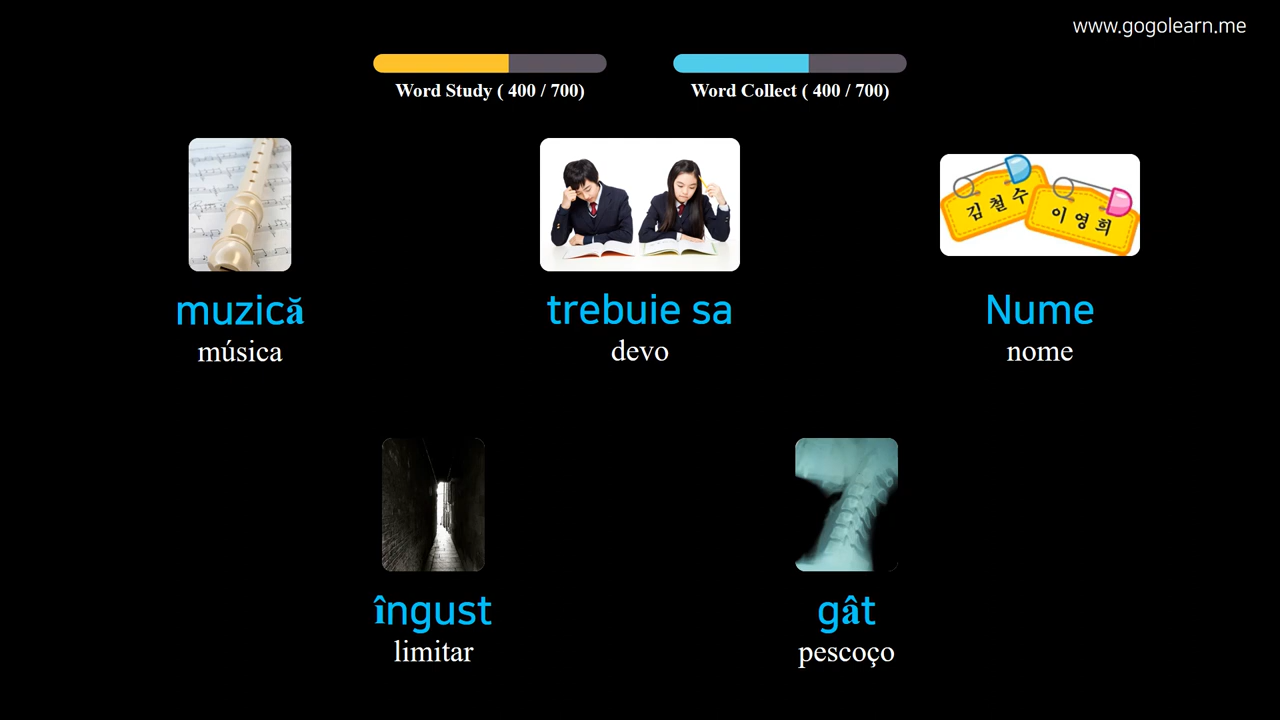 www.gogolearn.me
Word Study ( 400 / 700)
Word Collect ( 400 / 700)
김철수
이영희
muzică
música
trebuie sa
devo
Nume
nome
îngust
limitar
gât
pescoço